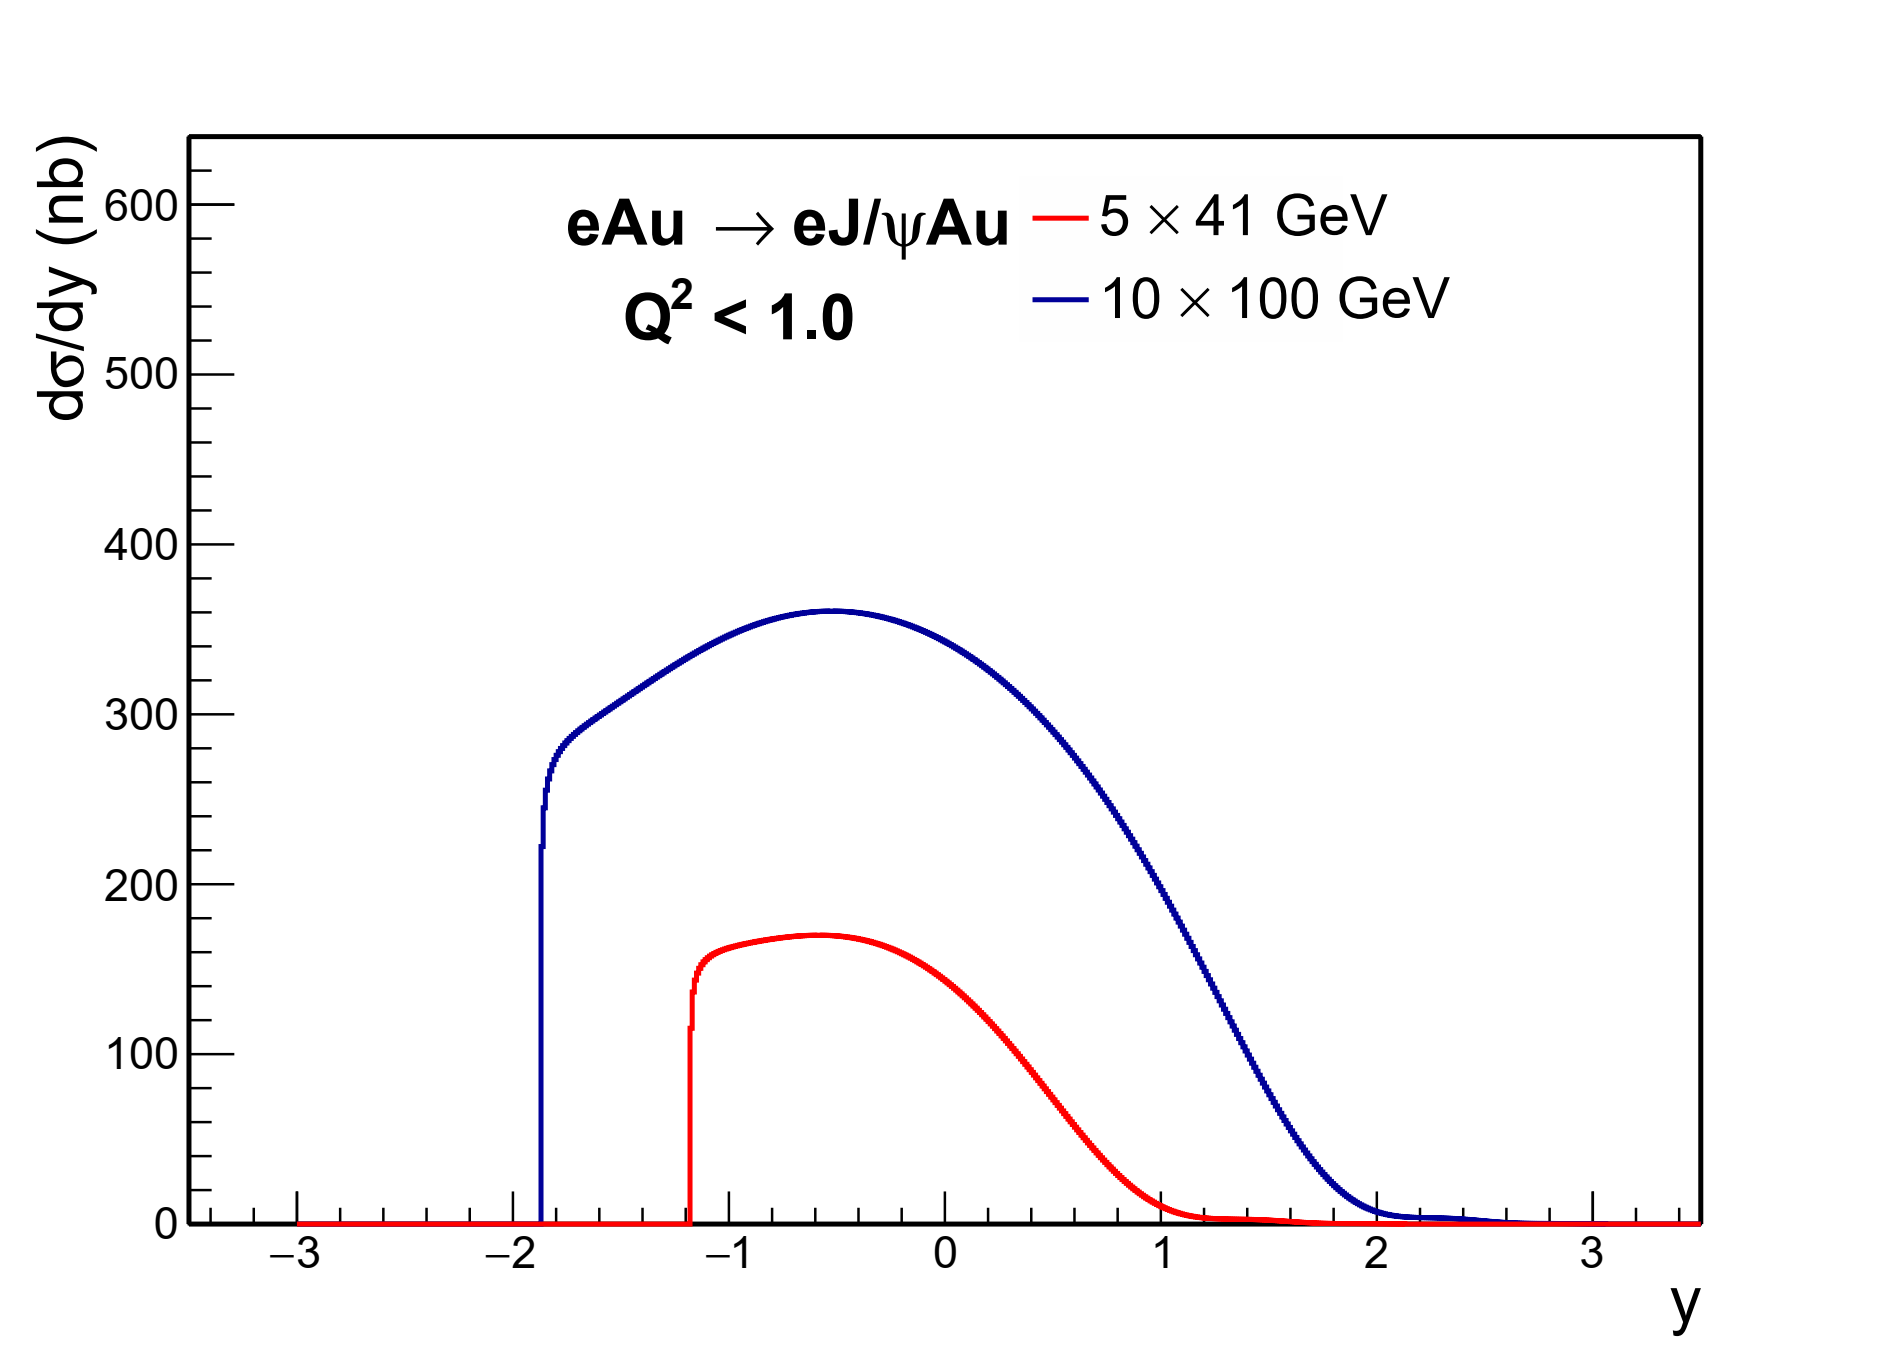 dσ/dy (nb)
600
500
400
300
200
100
0
eAu → eJ/ψAu
Q² < 1.0
5 × 41 GeV
10 × 100 GeV
−3 −2 −1 0 1 2 3
y